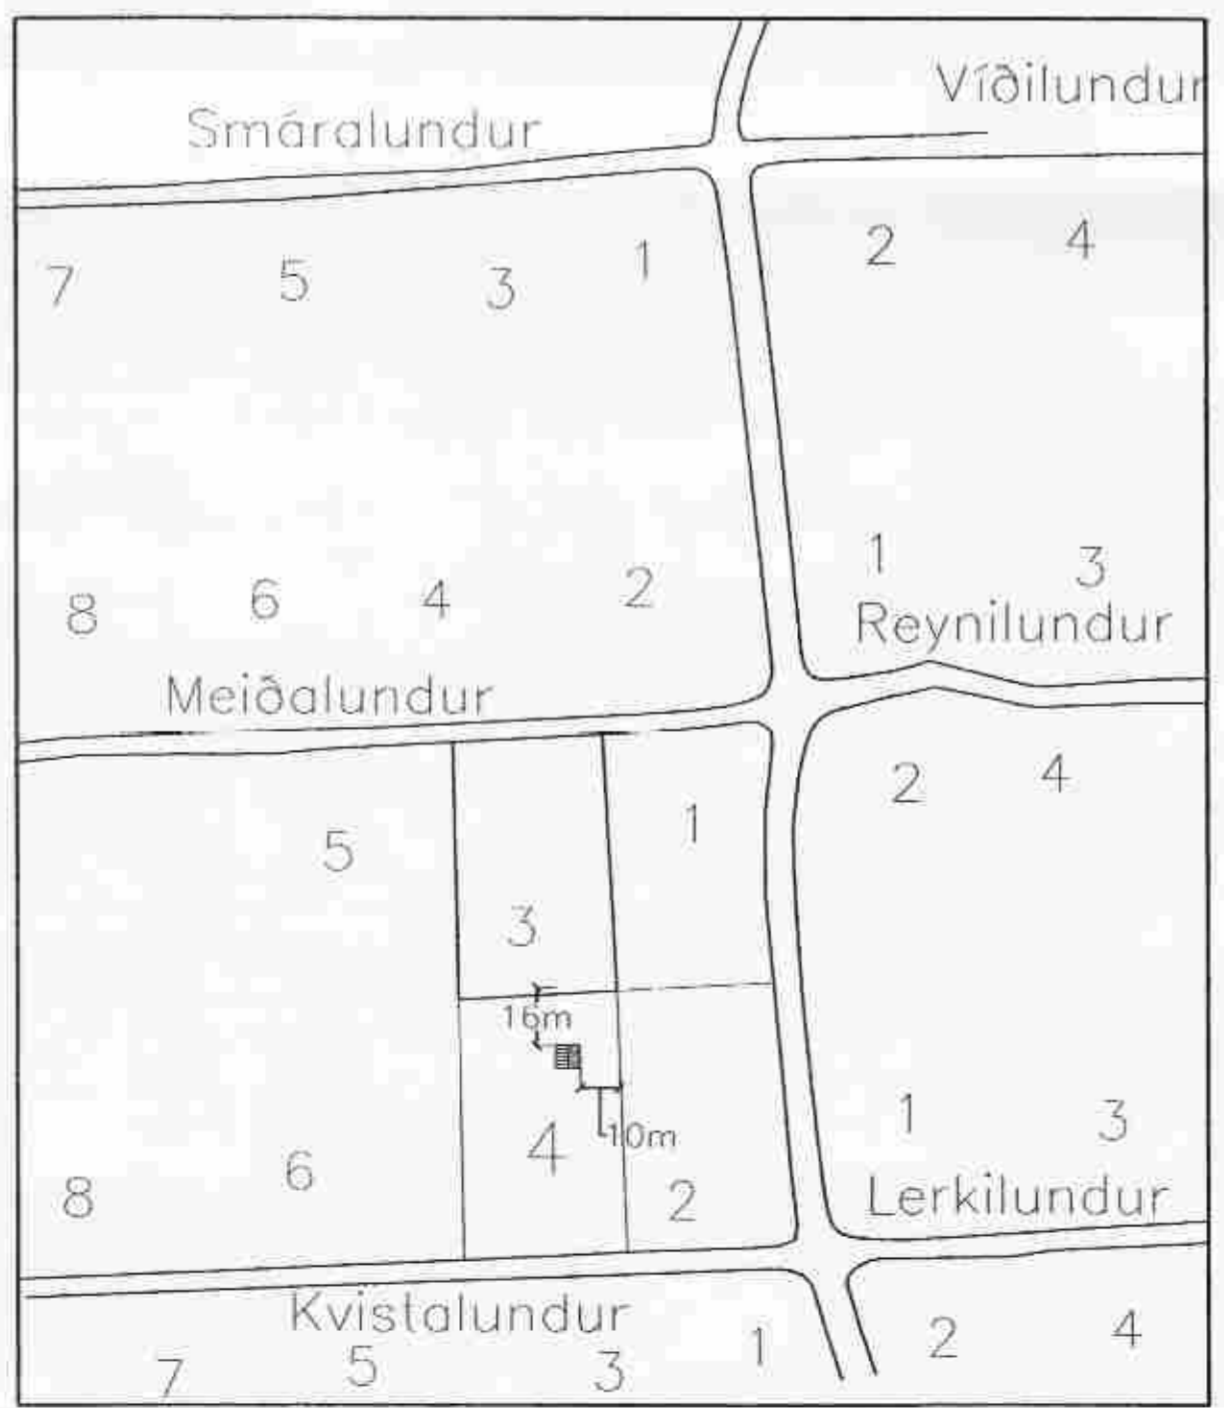 Víðilundur
Smáralundur
7 5 3 1 2 4
1 3
8 6 4 2
Reynilundur
Meiðalundur
2 4
5 1
3
16m
4 10m
1 3
8 6 2
Lerkilundur
Kvistalundur
7 5 3 1 2 4